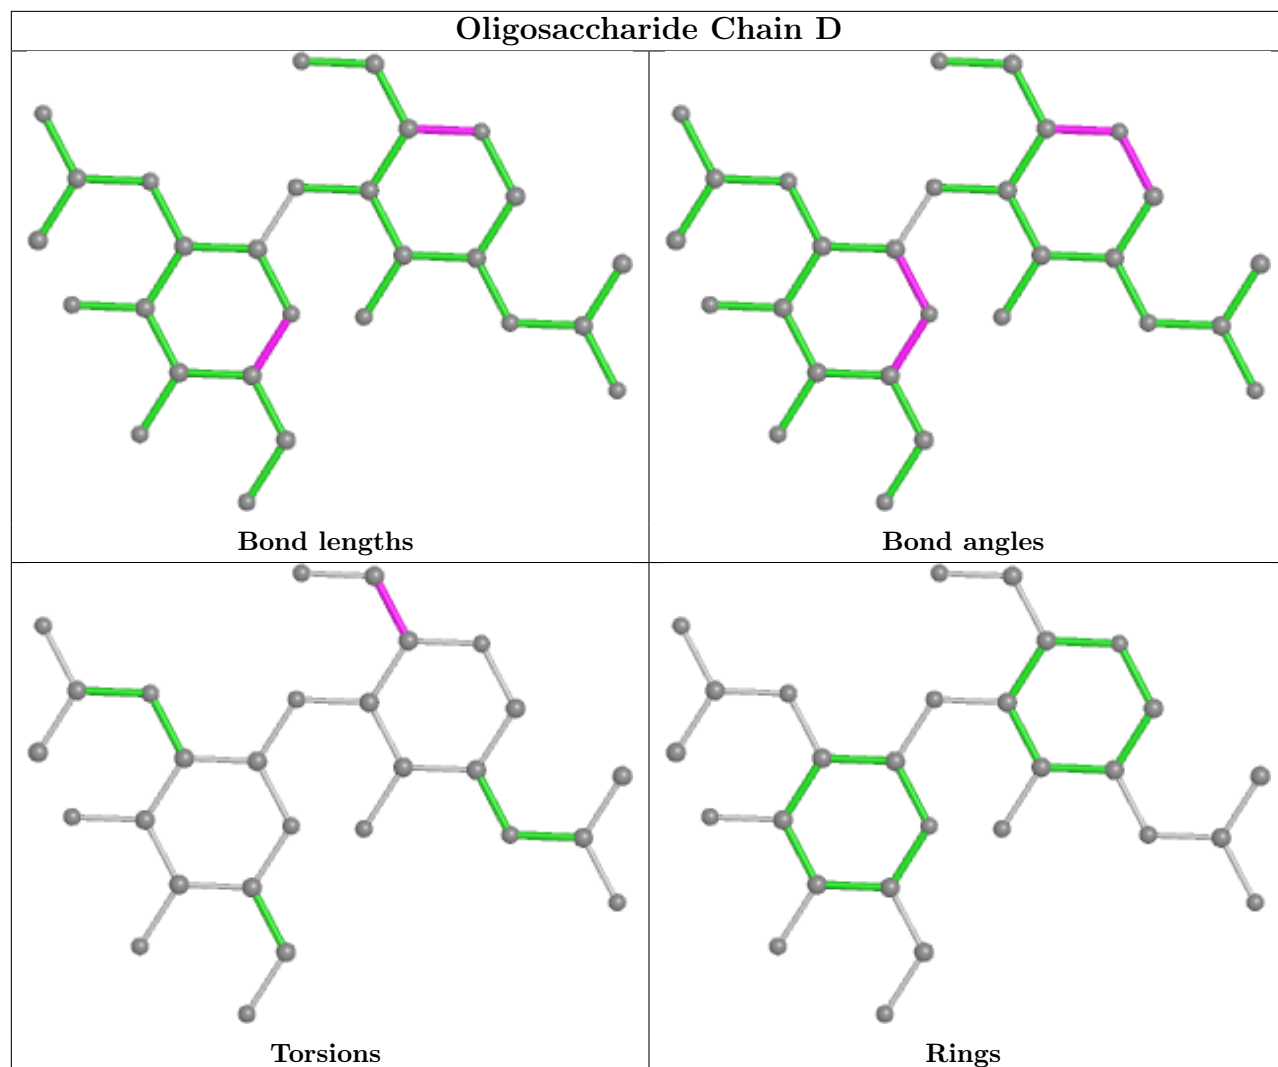 Oligosaccharide Chain D
Bond lengths
Bond angles
Torsions
Rings